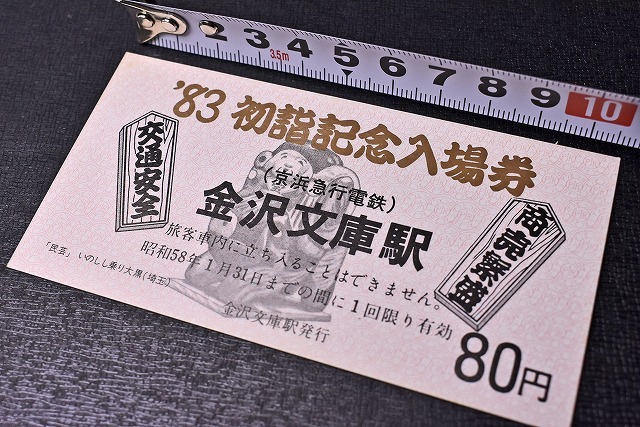 2 3 4 5 6 7 8 9 10
3.5m
'83 初詣記念入場券
交通安全
(京浜急行電鉄)
金沢文庫駅
商売繁盛
旅客車内に立ち入ることはできません。
昭和58年1月31日までの間に1回限り有効
「民芸」いのしし乗り大黒(埼玉)
金沢文庫駅発行
80円